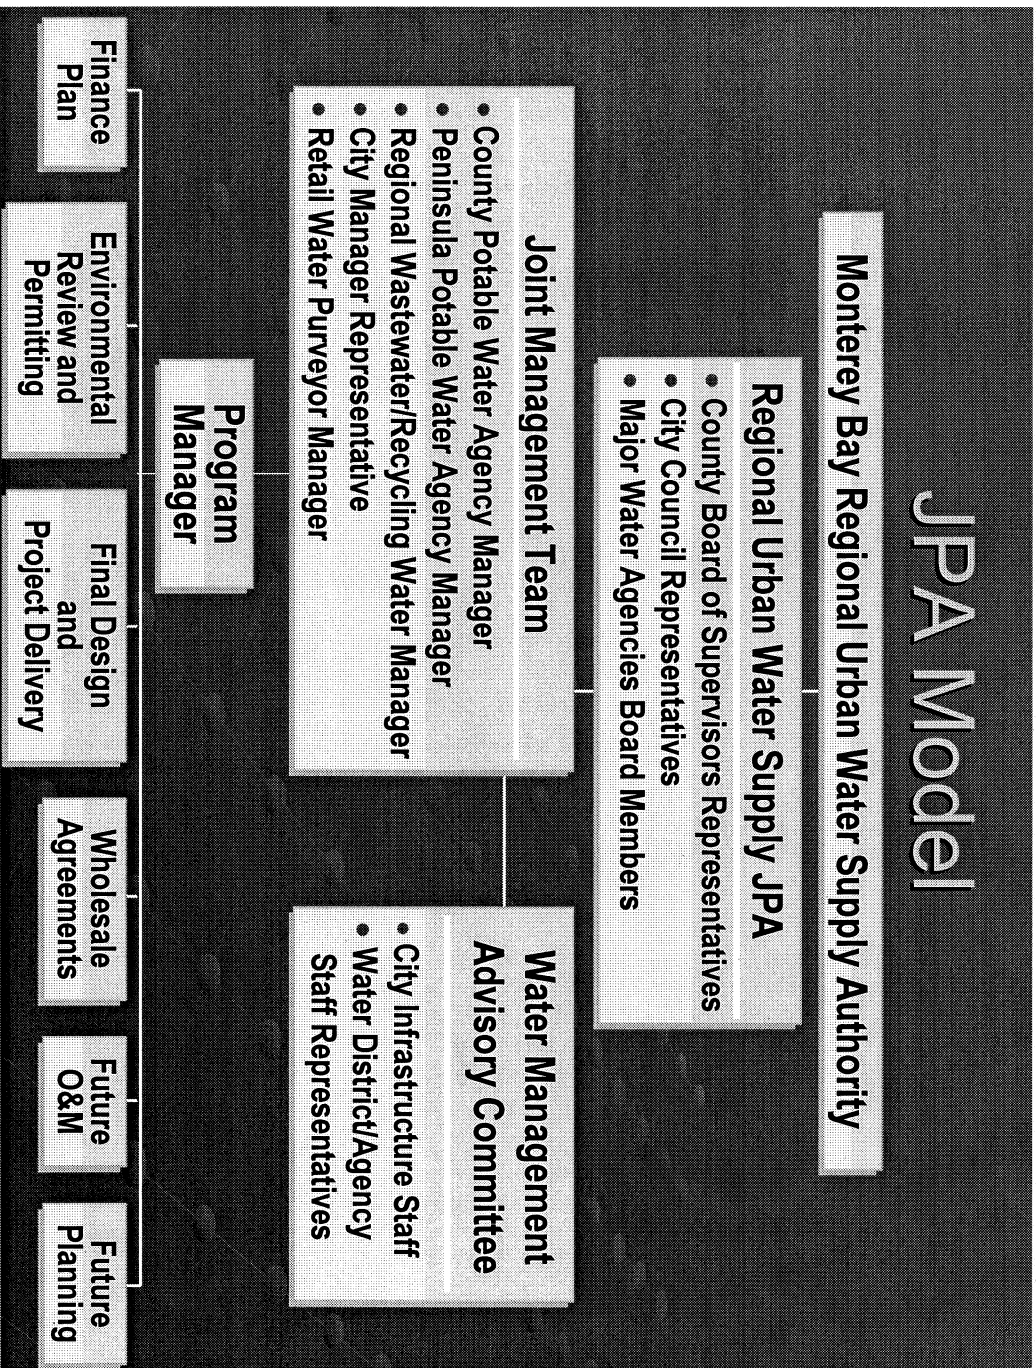 JPA Model
Monterey Bay Regional Urban Water Supply Authority
Regional Urban Water Supply JPA
• County Board of Supervisors Representatives
• City Council Representatives
• Major Water Agencies Board Members
Joint Management Team
• County Potable Water Agency Manager
• Peninsula Potable Water Agency Manager
• Regional Wastewater/Recycling Water Manager
• City Manager Representative
• Retail Water Purveyor Manager
Water Management
Advisory Committee
• City Infrastructure Staff
• Water District/Agency
Staff Representatives
Program
Manager
Finance
Plan
Environmental
Review and
Permitting
Final Design
and
Project Delivery
Wholesale
Agreements
Future
O&M
Future
Planning